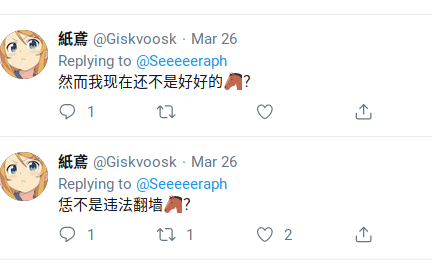 紙鳶 @Giskvoosk · Mar 26
Replying to @Seeeeeraph
然而我现在还不是好好的🐴?
1
紙鳶 @Giskvoosk · Mar 26
Replying to @Seeeeeraph
恁不是违法翻墙🐴?
1 1 2